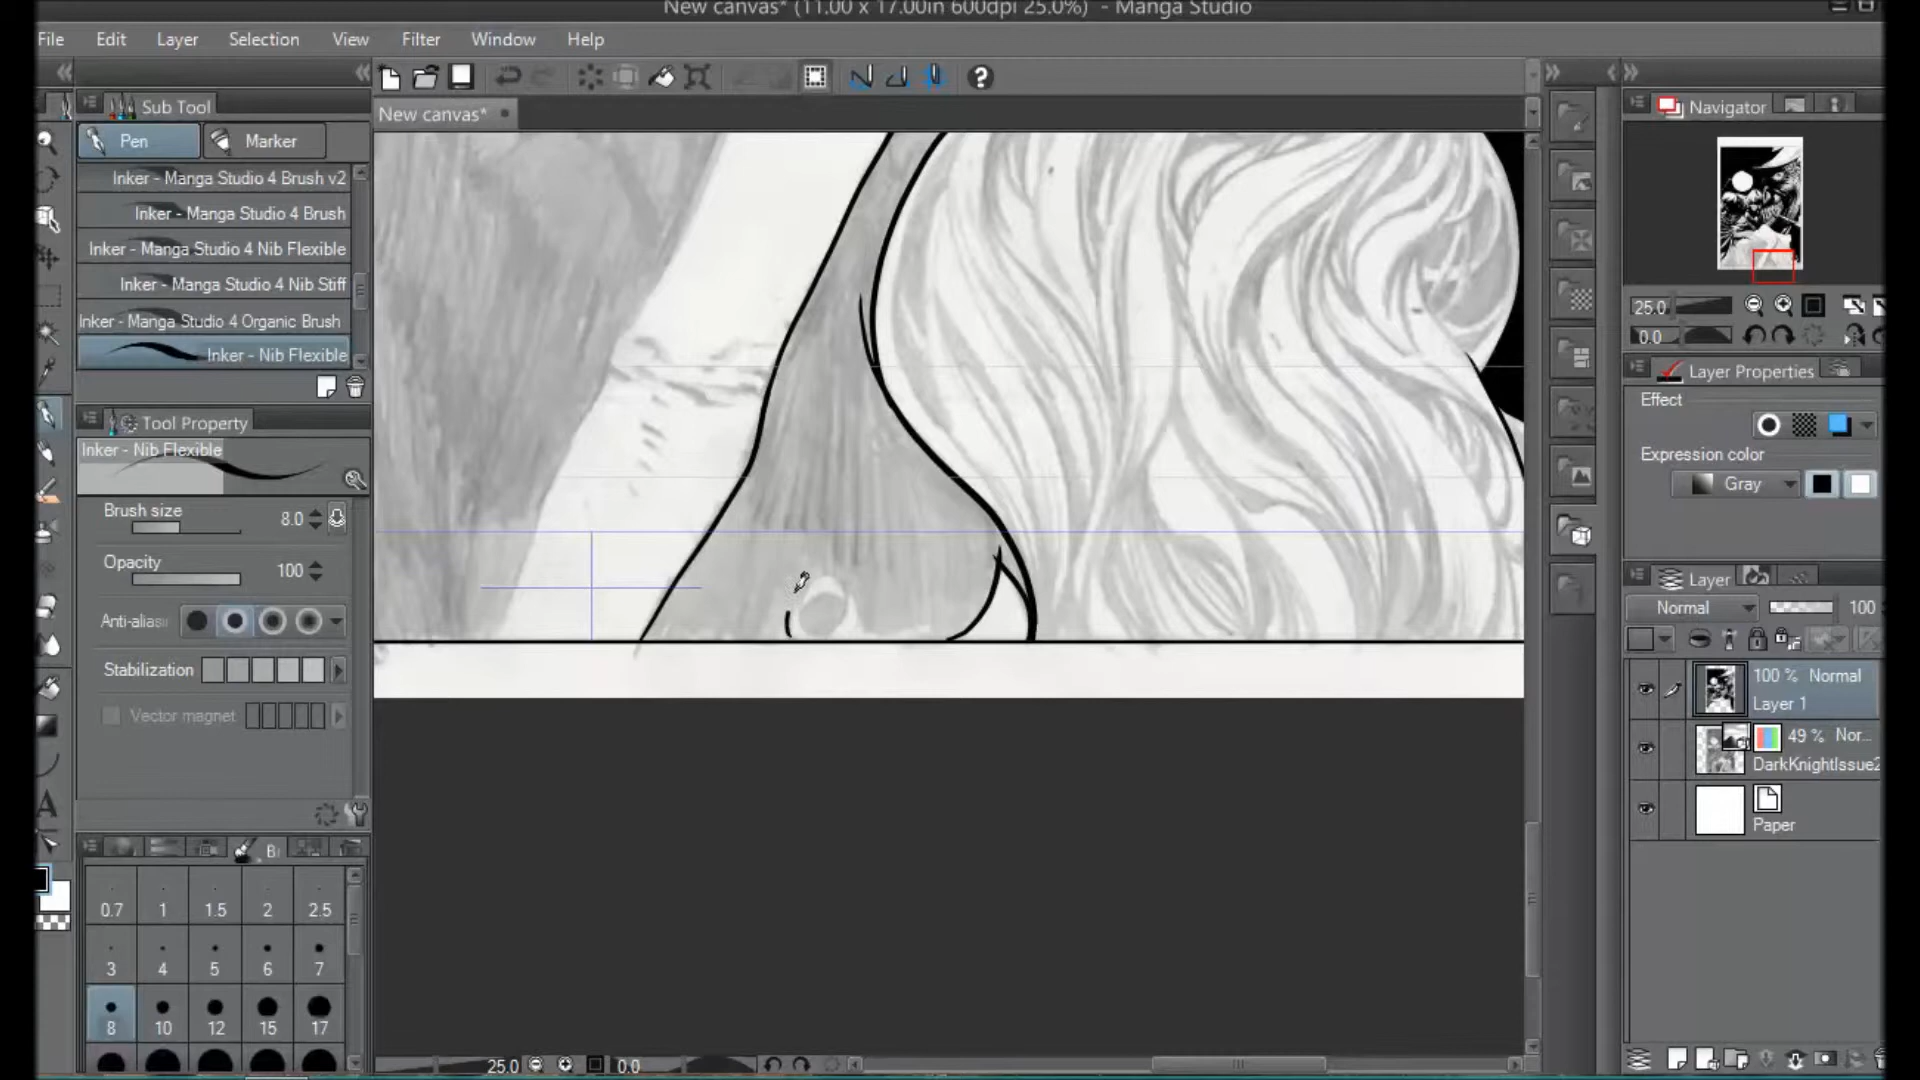 New canvas* (11.00 x 17.00in 600dpi 25.0%) - Manga Studio
File Edit Layer Selection View Filter Window Help
Sub Tool
Pen Marker
Inker - Manga Studio 4 Brush v2
Inker - Manga Studio 4 Brush
Inker - Manga Studio 4 Nib Flexible
Inker - Manga Studio 4 Nib Stiff
Inker - Manga Studio 4 Organic Brush
Inker - Nib Flexible
Tool Property
Inker - Nib Flexible
Brush size 8.0
Opacity 100
Anti-aliasi
Stabilization
Vector magnet
Br
0.7 1 1.5 2 2.5
3 4 5 6 7
8 10 12 15 17
New canvas*
25.0 0.0
Navigator
25.0
0.0
Layer Properties
Effect
Expression color
Gray
Layer
Normal 100
100 % Normal
Layer 1
49 % Nor...
DarkKnightIssue2
Paper